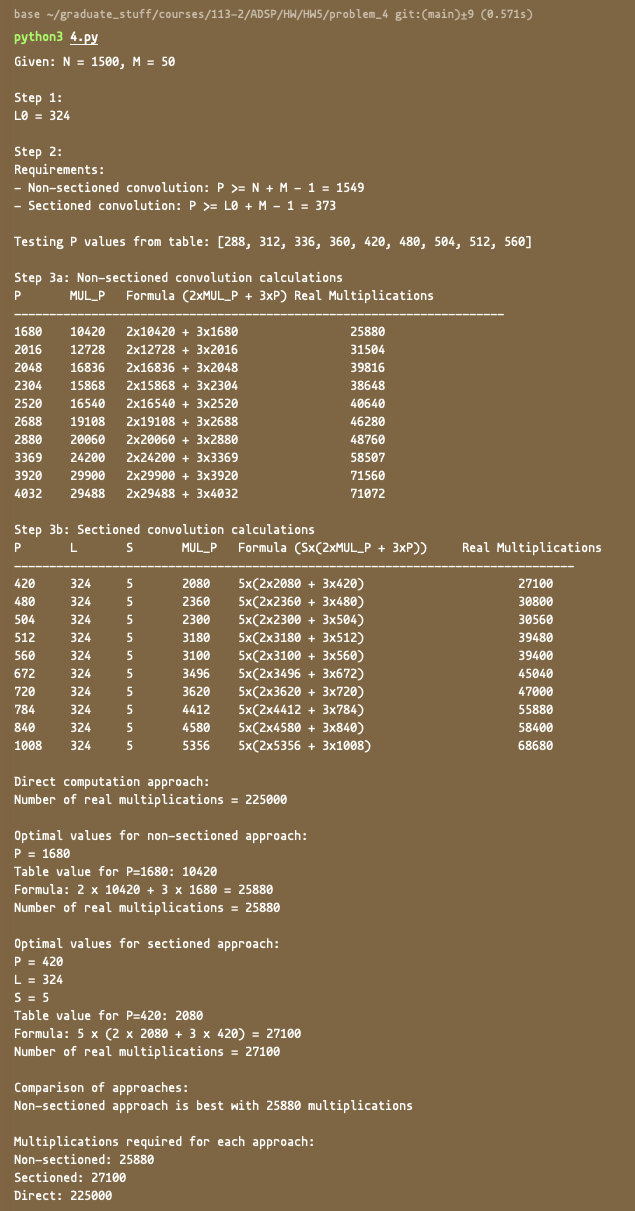 base ~/graduate_stuff/courses/113-2/ADSP/HW/HW5/problem_4 git:(main)±9 (0.571s)
python3 4.py
Given: N = 1500, M = 50
Step 1:
L0 = 324
Step 2:
Requirements:
- Non-sectioned convolution: P >= N + M - 1 = 1549
- Sectioned convolution: P >= L0 + M - 1 = 373
Testing P values from table: [288, 312, 336, 360, 420, 480, 504, 512, 560]
Step 3a: Non-sectioned convolution calculations
P MUL_P Formula (2xMUL_P + 3xP) Real Multiplications
----------------------------------------------------------------------
1680 10420 2x10420 + 3x1680 25880
2016 12728 2x12728 + 3x2016 31504
2048 16836 2x16836 + 3x2048 39816
2304 15868 2x15868 + 3x2304 38648
2520 16540 2x16540 + 3x2520 40640
2688 19108 2x19108 + 3x2688 46280
2880 20060 2x20060 + 3x2880 48760
3369 24200 2x24200 + 3x3369 58507
3920 29900 2x29900 + 3x3920 71560
4032 29488 2x29488 + 3x4032 71072
Step 3b: Sectioned convolution calculations
P L S MUL_P Formula (Sx(2xMUL_P + 3xP)) Real Multiplications
--------------------------------------------------------------------------------
420 324 5 2080 5x(2x2080 + 3x420) 27100
480 324 5 2360 5x(2x2360 + 3x480) 30800
504 324 5 2300 5x(2x2300 + 3x504) 30560
512 324 5 3180 5x(2x3180 + 3x512) 39480
560 324 5 3100 5x(2x3100 + 3x560) 39400
672 324 5 3496 5x(2x3496 + 3x672) 45040
720 324 5 3620 5x(2x3620 + 3x720) 47000
784 324 5 4412 5x(2x4412 + 3x784) 55880
840 324 5 4580 5x(2x4580 + 3x840) 58400
1008 324 5 5356 5x(2x5356 + 3x1008) 68680
Direct computation approach:
Number of real multiplications = 225000
Optimal values for non-sectioned approach:
P = 1680
Table value for P=1680: 10420
Formula: 2 x 10420 + 3 x 1680 = 25880
Number of real multiplications = 25880
Optimal values for sectioned approach:
P = 420
L = 324
S = 5
Table value for P=420: 2080
Formula: 5 x (2 x 2080 + 3 x 420) = 27100
Number of real multiplications = 27100
Comparison of approaches:
Non-sectioned approach is best with 25880 multiplications
Multiplications required for each approach:
Non-sectioned: 25880
Sectioned: 27100
Direct: 225000